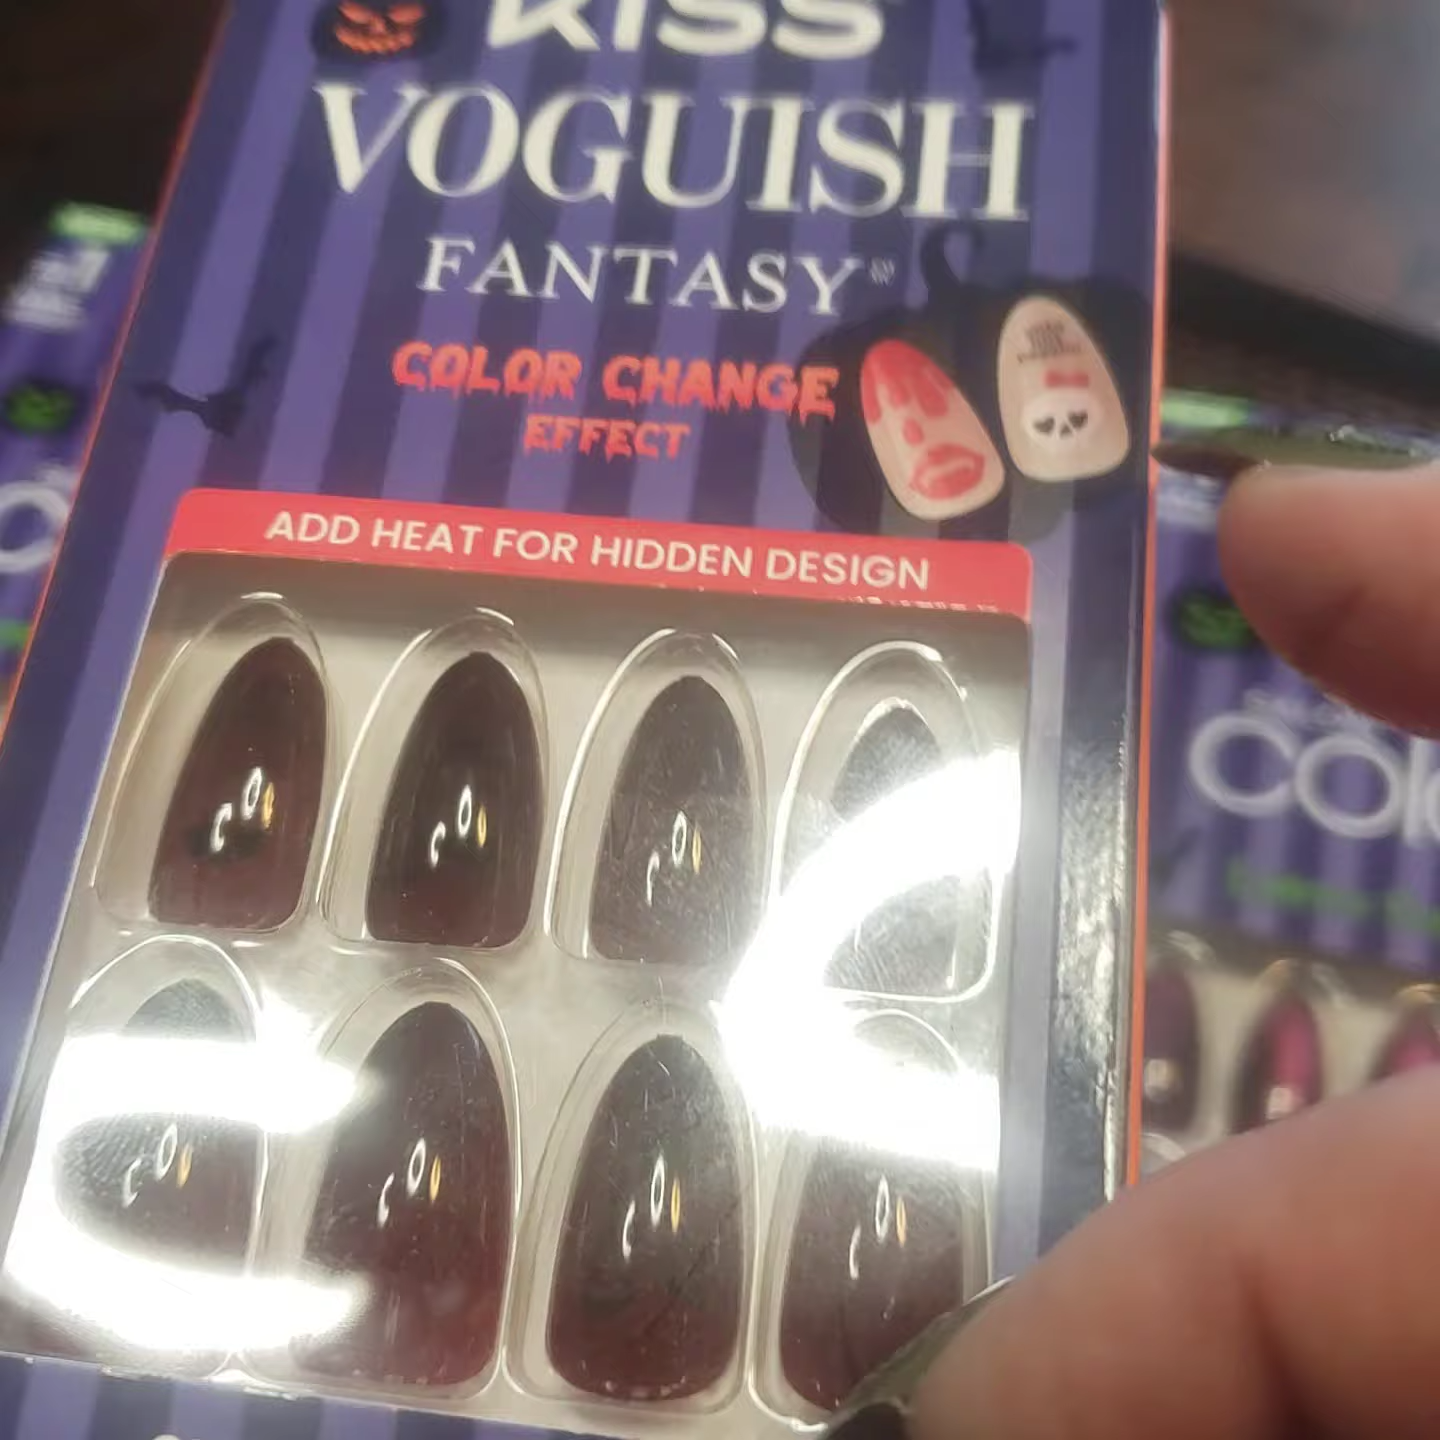 KISS
VOGUISH
FANTASY
COLOR CHANGE
EFFECT
ADD HEAT FOR HIDDEN DESIGN